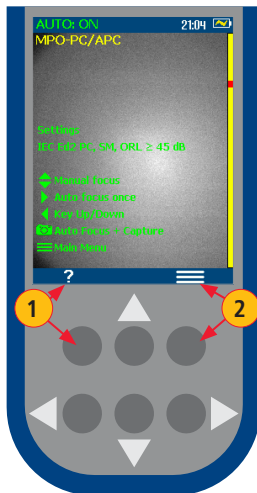 AUTO: ON 21:04
MPO-PC/APC
Settings
IEC Ed2 PC, SM, ORL ≥ 45 dB
Manual focus
Auto Focus once
Key Up/Zoom
Auto Focus + Capture
Main Menu
?
1 2